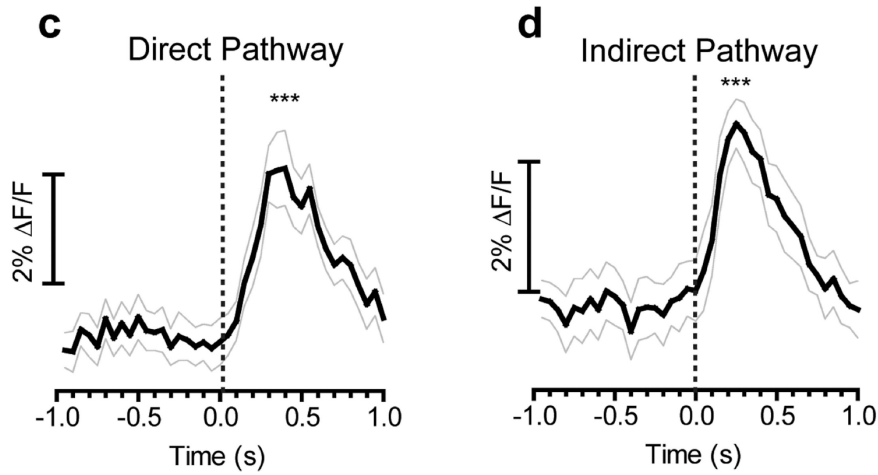 c
Direct Pathway
***
2% ΔF/F
-1.0 -0.5 0.0 0.5 1.0
Time (s)
d
Indirect Pathway
***
2% ΔF/F
-1.0 -0.5 0.0 0.5 1.0
Time (s)